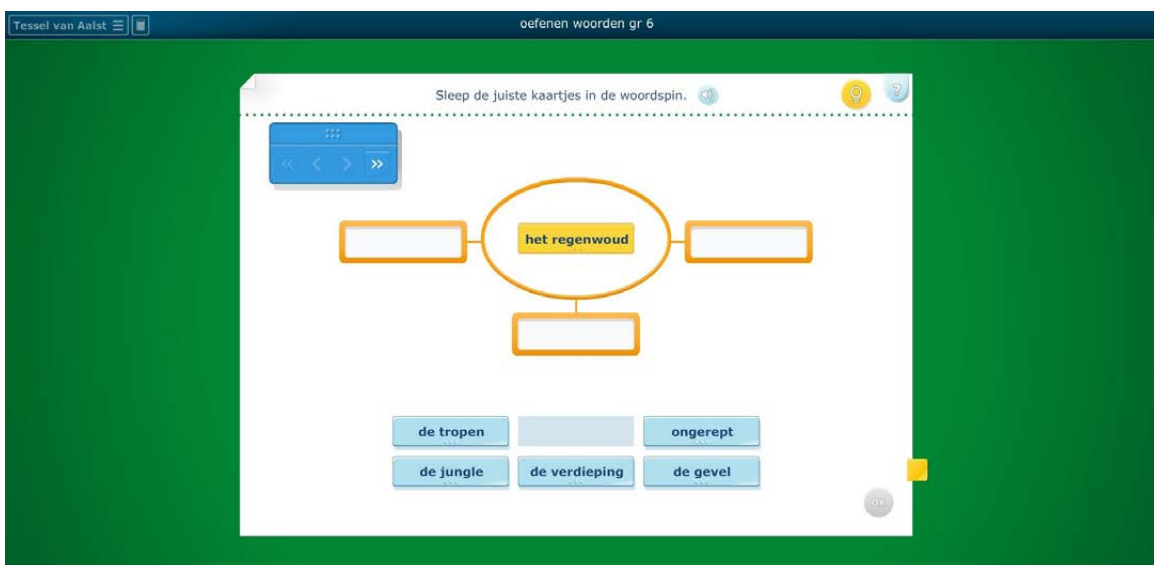 Tessel van Aalst
oefenen woorden gr 6
Sleep de juiste kaartjes in de woordspin.
?
het regenwoud
de tropen
ongerept
de jungle
de verdieping
de gevel
OK